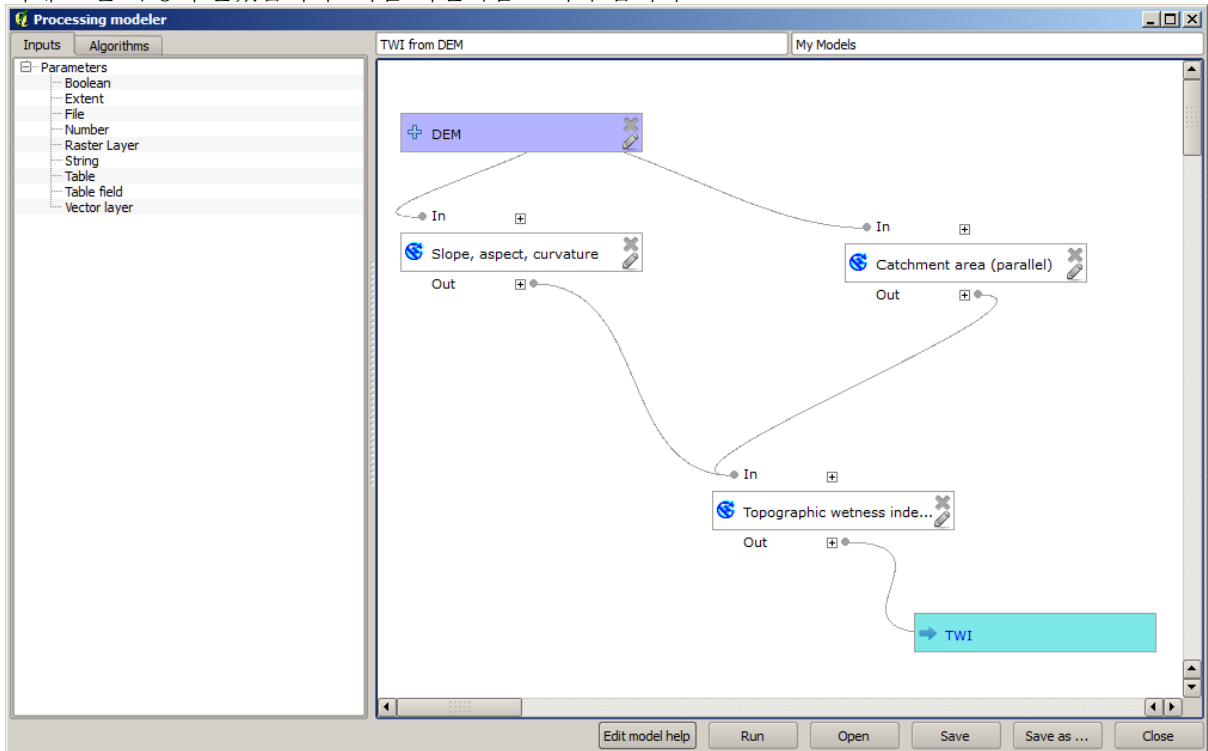 Processing modeler
Inputs
Algorithms
TWI from DEM
My Models
Parameters
Boolean
Extent
File
Number
Raster Layer
String
Table
Table field
Vector layer
DEM
In
Slope, aspect, curvature
Out
In
Catchment area (parallel)
Out
In
Topographic wetness inde...
Out
TWI
Edit model help
Run
Open
Save
Save as ...
Close